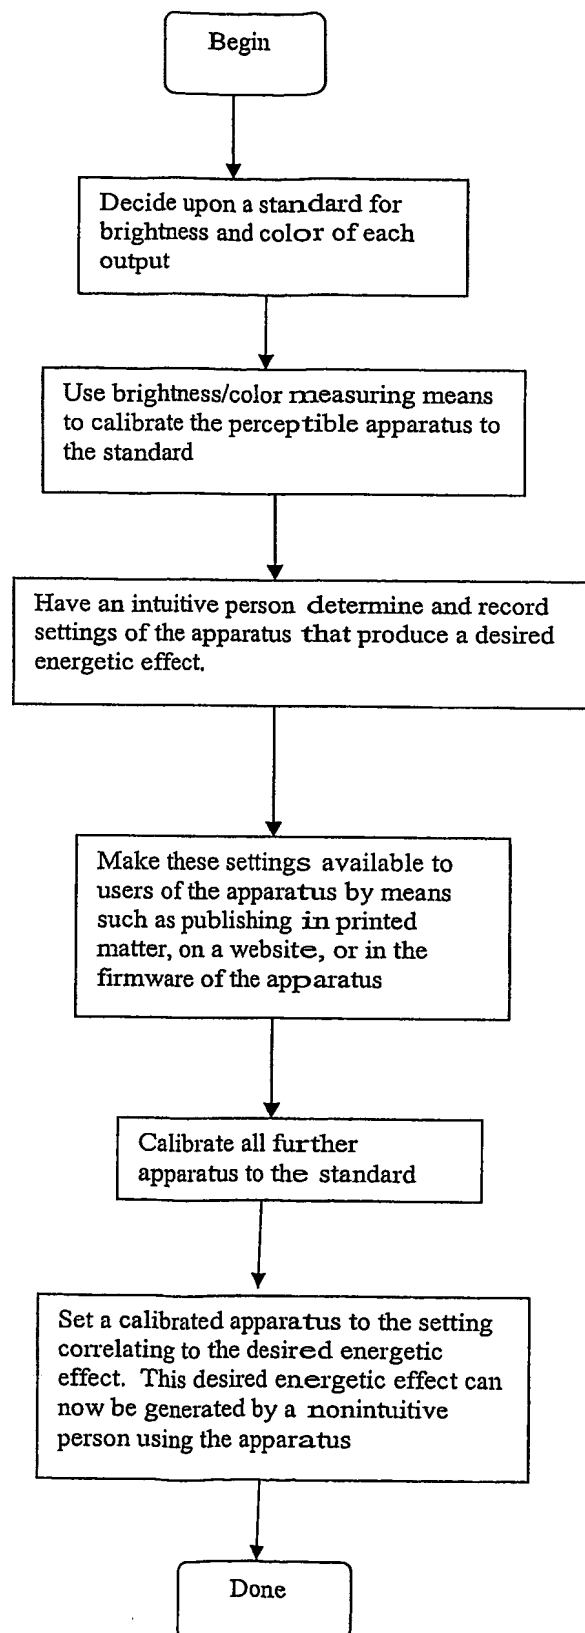 Begin
Decide upon a standard for
brightness and color of each
output
Use brightness/color measuring means
to calibrate the perceptible apparatus to
the standard
Have an intuitive person determine and record
settings of the apparatus that produce a desired
energetic effect.
Make these settings available to
users of the apparatus by means
such as publishing in printed
matter, on a website, or in the
firmware of the apparatus
Calibrate all further
apparatus to the standard
Set a calibrated apparatus to the setting
correlating to the desired energetic
effect. This desired energetic effect can
now be generated by a nonintuitive
person using the apparatus
Done